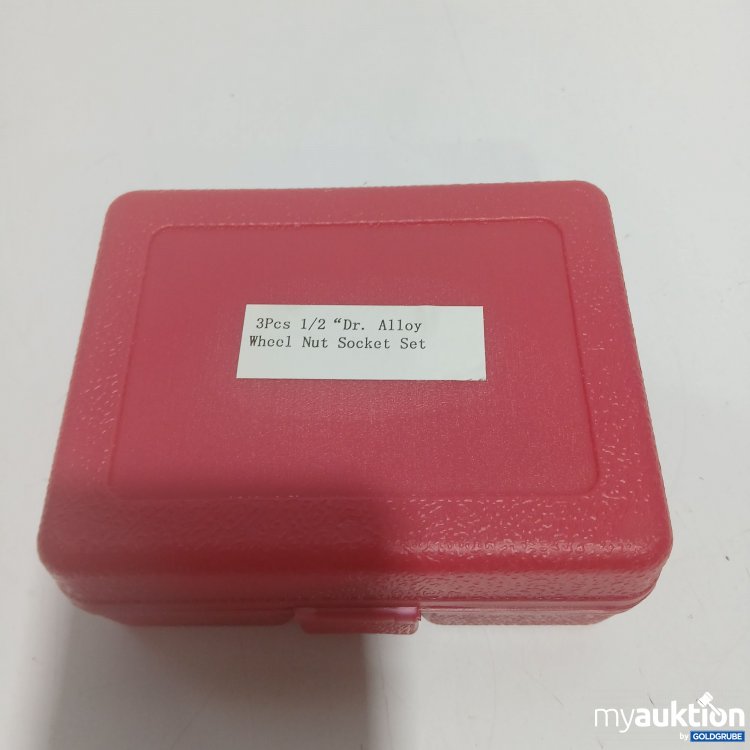 3Pcs 1/2 “Dr. Alloy
Wheel Nut Socket Set
myauktion
by GOLDGRUBE